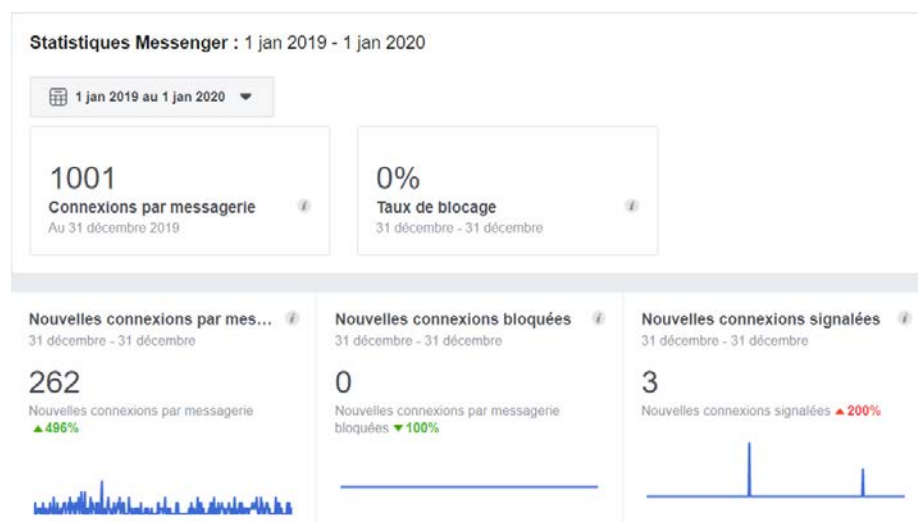 Statistiques Messenger : 1 jan 2019 - 1 jan 2020
1 jan 2019 au 1 jan 2020
1001
Connexions par messagerie
Au 31 décembre 2019
0%
Taux de blocage
31 décembre - 31 décembre
Nouvelles connexions par mes...
31 décembre - 31 décembre
262
Nouvelles connexions par messagerie
▲496%
Nouvelles connexions bloquées
31 décembre - 31 décembre
0
Nouvelles connexions par messagerie
bloquées ▼100%
Nouvelles connexions signalées
31 décembre - 31 décembre
3
Nouvelles connexions signalées ▲200%